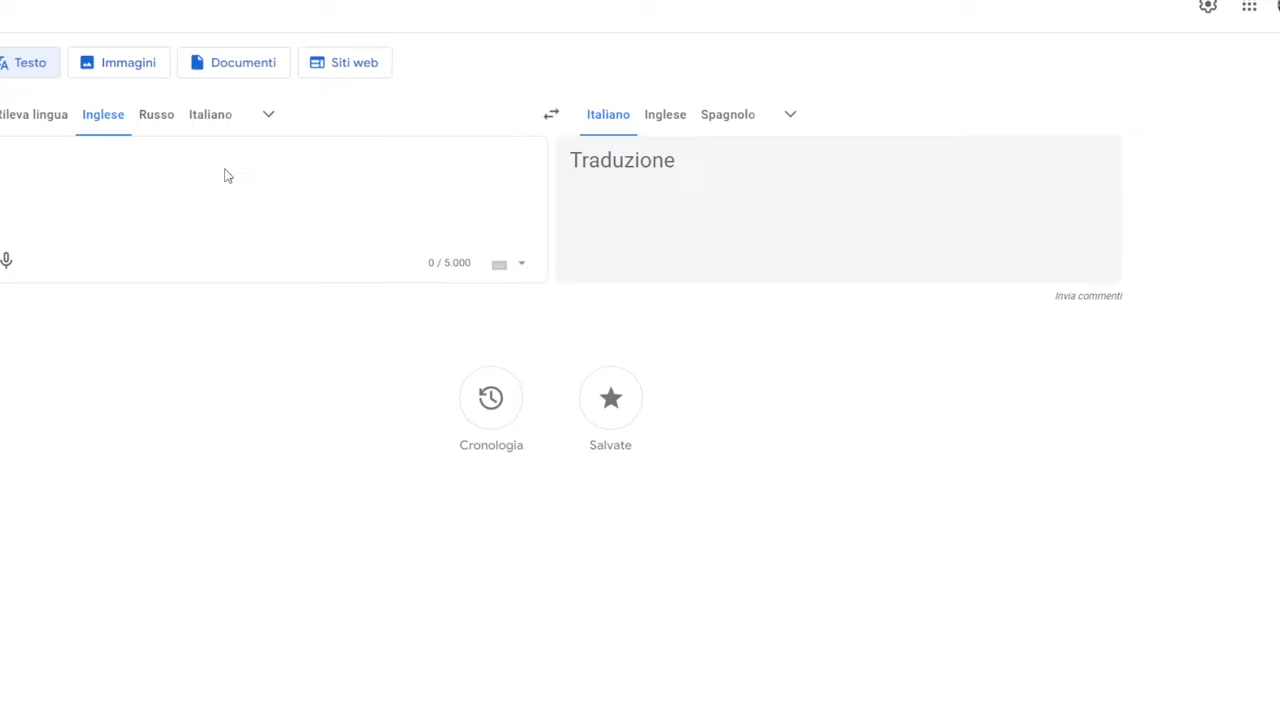 Testo Immagini Documenti Siti web
Rileva lingua Inglese Russo Italiano Italiano Inglese Spagnolo
Traduzione
0 / 5.000
Invia commenti
Cronologia Salvate